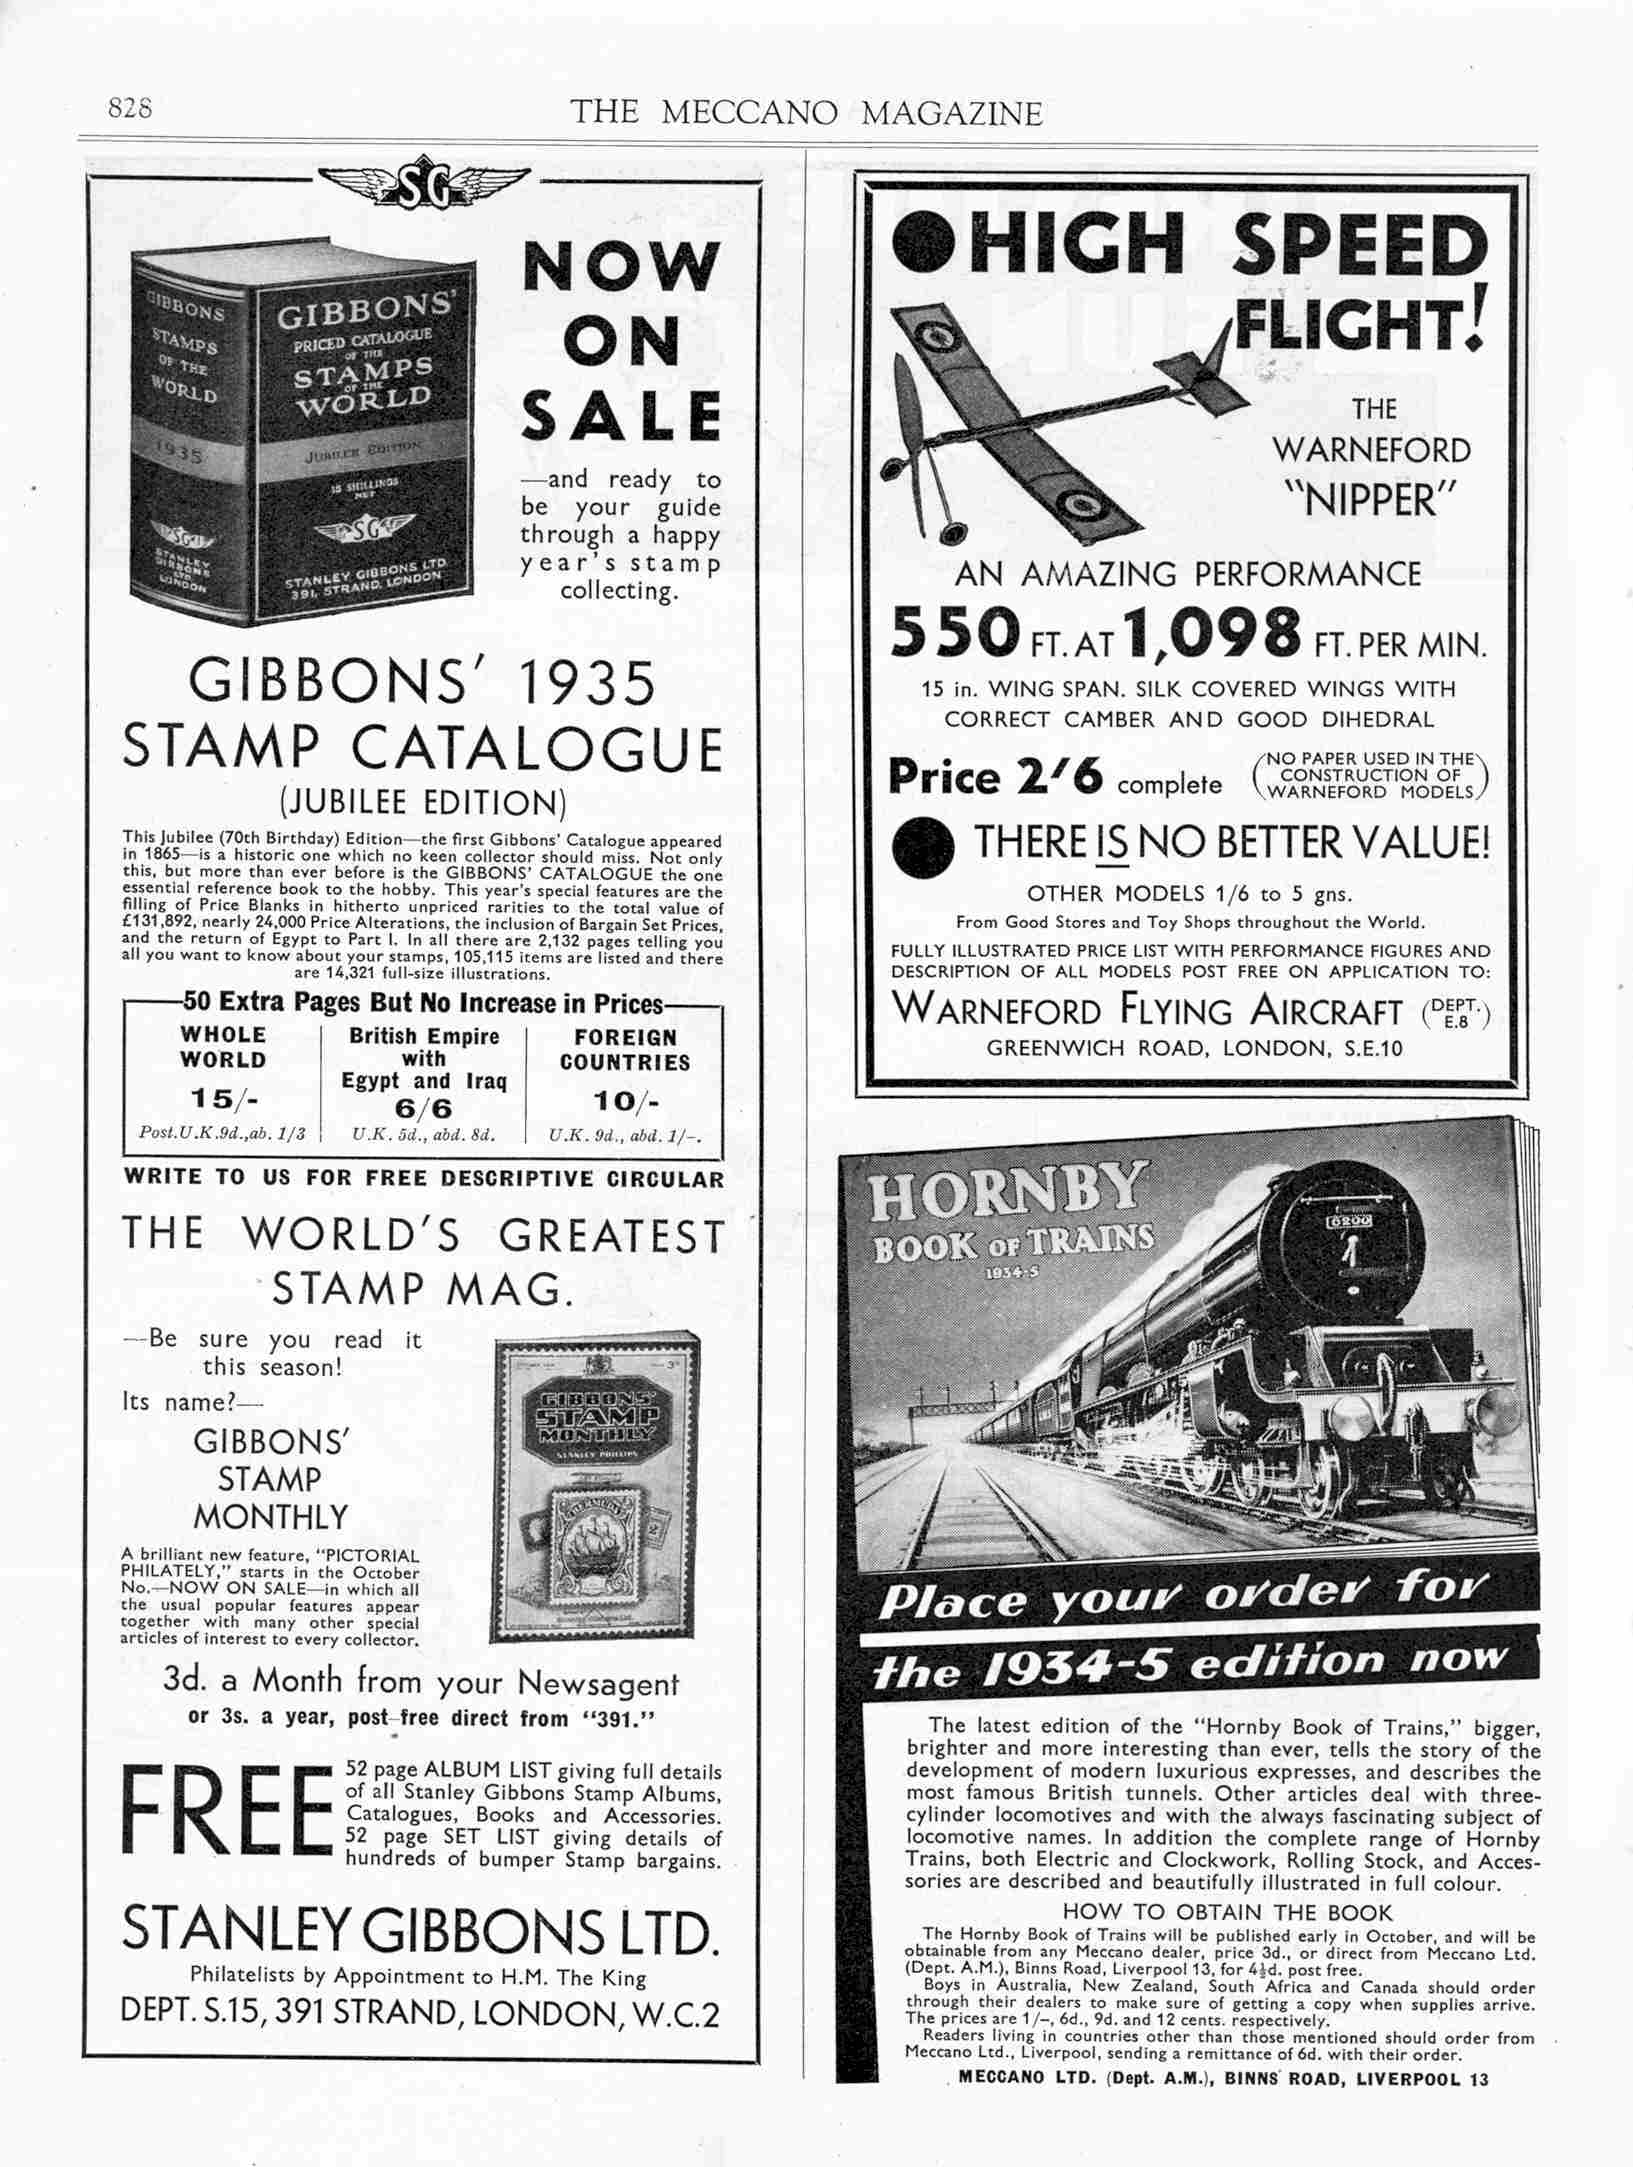 828
THE MECCANO MAGAZINE
SG
GIBBONS
STAMPS
OF THE
WORLD
1935
SG
STANLEY
GIBBONS
LTD.
LONDON
GIBBONS'
PRICED CATALOGUE
OF THE
STAMPS
OF THE
WORLD
JUBILEE EDITION
15 SHILLINGS
NET
SG
STANLEY GIBBONS LTD
391, STRAND, LONDON
NOW
ON
SALE
—and ready to
be your guide
through a happy
year's stamp
collecting.
GIBBONS' 1935
STAMP CATALOGUE
(JUBILEE EDITION)
This Jubilee (70th Birthday) Edition—the first Gibbons' Catalogue appeared
in 1865—is a historic one which no keen collector should miss. Not only
this, but more than ever before is the GIBBONS' CATALOGUE the one
essential reference book to the hobby. This year's special features are the
filling of Price Blanks in hitherto unpriced rarities to the total value of
£131,892, nearly 24,000 Price Alterations, the inclusion of Bargain Set Prices,
and the return of Egypt to Part I. In all there are 2,132 pages telling you
all you want to know about your stamps, 105,115 items are listed and there
are 14,321 full-size illustrations.
50 Extra Pages But No Increase in Prices
WHOLE
WORLD
15/-
Post.U.K.9d.,ab. 1/3
British Empire
with
Egypt and Iraq
6/6
U.K. 5d., abd. 8d.
FOREIGN
COUNTRIES
10/-
U.K. 9d., abd. 1/-.
WRITE TO US FOR FREE DESCRIPTIVE CIRCULAR
THE WORLD'S GREATEST
STAMP MAG.
—Be sure you read it
this season!
Its name?—
GIBBONS'
STAMP
MONTHLY
A brilliant new feature, "PICTORIAL
PHILATELY," starts in the October
No.—NOW ON SALE—in which all
the usual popular features appear
together with many other special
articles of interest to every collector.
GIBBONS'
STAMP
MONTHLY
STANLEY PHILLIPS
BERMUDA
3d. a Month from your Newsagent
or 3s. a year, post-free direct from "391."
FREE
52 page ALBUM LIST giving full details
of all Stanley Gibbons Stamp Albums,
Catalogues, Books and Accessories.
52 page SET LIST giving details of
hundreds of bumper Stamp bargains.
STANLEY GIBBONS LTD.
Philatelists by Appointment to H.M. The King
DEPT. S.15, 391 STRAND, LONDON, W.C.2
HIGH SPEED
FLIGHT!
THE
WARNEFORD
"NIPPER"
AN AMAZING PERFORMANCE
550 FT. AT 1,098 FT. PER MIN.
15 in. WING SPAN. SILK COVERED WINGS WITH
CORRECT CAMBER AND GOOD DIHEDRAL
Price 2/6 complete
(NO PAPER USED IN THE
CONSTRUCTION OF
WARNEFORD MODELS)
THERE IS NO BETTER VALUE!
OTHER MODELS 1/6 to 5 gns.
From Good Stores and Toy Shops throughout the World.
FULLY ILLUSTRATED PRICE LIST WITH PERFORMANCE FIGURES AND
DESCRIPTION OF ALL MODELS POST FREE ON APPLICATION TO:
WARNEFORD FLYING AIRCRAFT (DEPT. E.8)
GREENWICH ROAD, LONDON, S.E.10
HORNBY
BOOK OF TRAINS
1934-5
6200
Place your order for
the 1934-5 edition now
The latest edition of the "Hornby Book of Trains," bigger,
brighter and more interesting than ever, tells the story of the
development of modern luxurious expresses, and describes the
most famous British tunnels. Other articles deal with three-
cylinder locomotives and with the always fascinating subject of
locomotive names. In addition the complete range of Hornby
Trains, both Electric and Clockwork, Rolling Stock, and Acces-
sories are described and beautifully illustrated in full colour.
HOW TO OBTAIN THE BOOK
The Hornby Book of Trains will be published early in October, and will be
obtainable from any Meccano dealer, price 3d., or direct from Meccano Ltd.
(Dept. A.M.), Binns Road, Liverpool 13, for 4½d. post free.
Boys in Australia, New Zealand, South Africa and Canada should order
through their dealers to make sure of getting a copy when supplies arrive.
The prices are 1/-, 6d., 9d. and 12 cents. respectively.
Readers living in countries other than those mentioned should order from
Meccano Ltd., Liverpool, sending a remittance of 6d. with their order.
MECCANO LTD. (Dept. A.M.), BINNS ROAD, LIVERPOOL 13